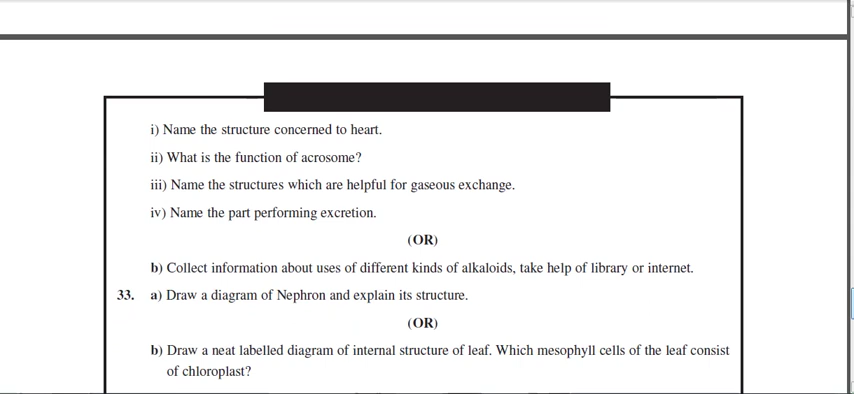 i) Name the structure concerned to heart.
ii) What is the function of acrosome?
iii) Name the structures which are helpful for gaseous exchange.
iv) Name the part performing excretion.
(OR)
b) Collect information about uses of different kinds of alkaloids, take help of library or internet.
33. a) Draw a diagram of Nephron and explain its structure.
(OR)
b) Draw a neat labelled diagram of internal structure of leaf. Which mesophyll cells of the leaf consist
of chloroplast?